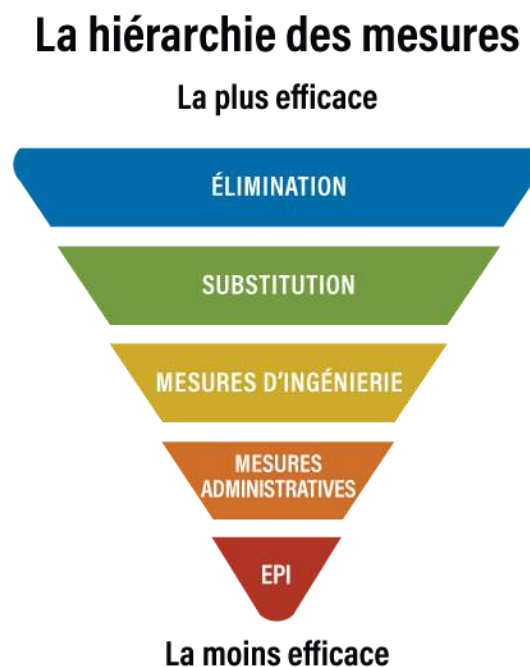 La hiérarchie des mesures
La plus efficace
ÉLIMINATION
SUBSTITUTION
MESURES D'INGÉNIERIE
MESURES
ADMINISTRATIVES
EPI
La moins efficace